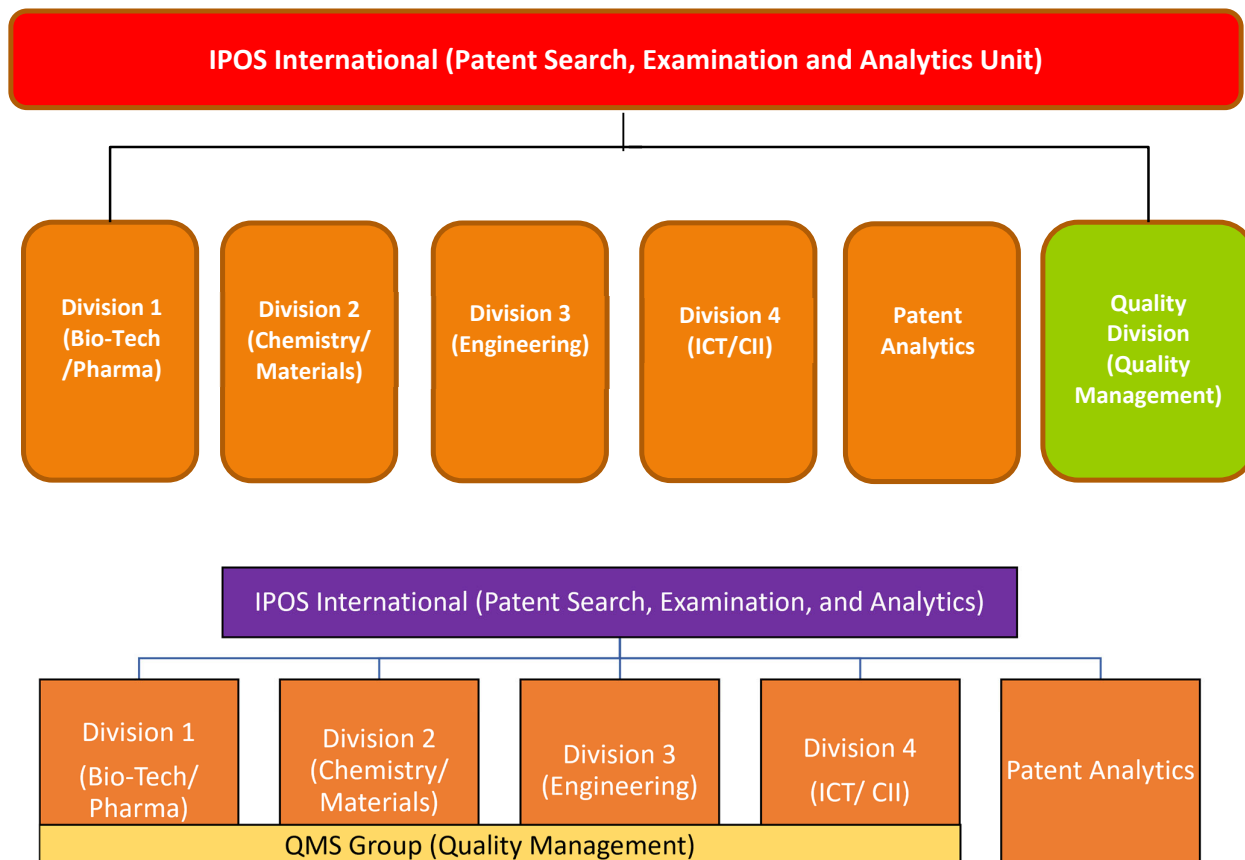 IPOS International (Patent Search, Examination and Analytics Unit)
Division 1
(Bio-Tech
/Pharma)
Division 2
(Chemistry/
Materials)
Division 3
(Engineering)
Division 4
(ICT/CII)
Patent
Analytics
Quality
Division
(Quality
Management)
IPOS International (Patent Search, Examination, and Analytics)
Division 1
(Bio-Tech/
Pharma)
Division 2
(Chemistry/
Materials)
Division 3
(Engineering)
Division 4
(ICT/ CII)
Patent Analytics
QMS Group (Quality Management)